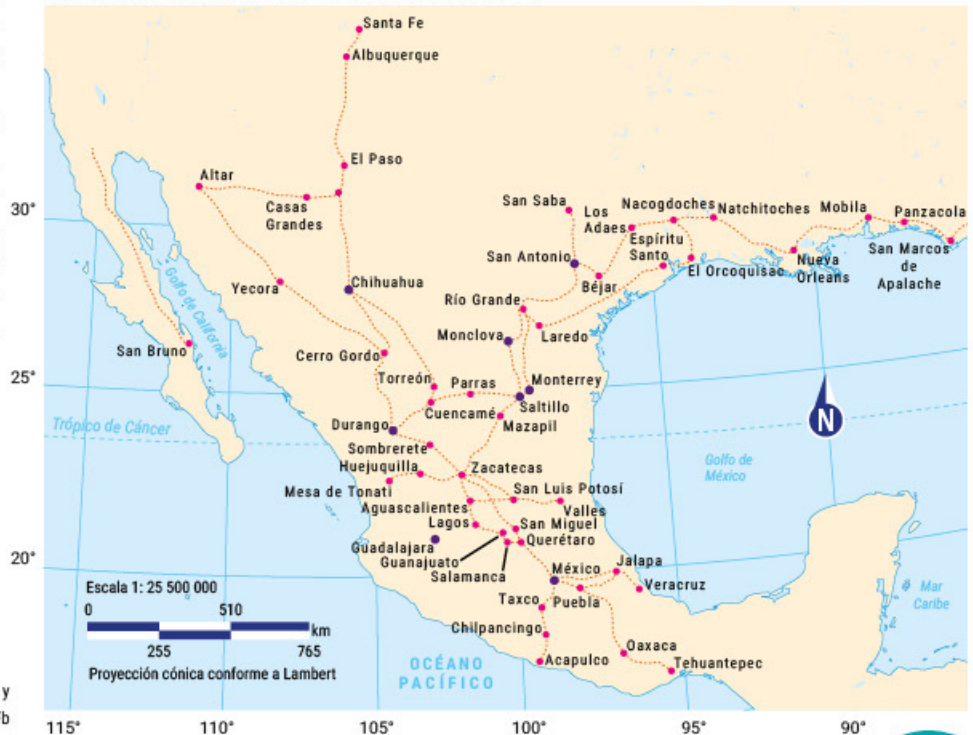 Santa Fe
Albuquerque
El Paso
Altar
Casas
Grandes
San Saba
Los
Adaes
Nacogdoches
Natchitoches
Mobila
Panzacola
30°
San Antonio
Espíritu
Santo
El Orcoquisac
Nueva
Orleans
San Marcos
de
Apalache
Béjar
Golfo de
California
Yecora
Chihuahua
Río Grande
Laredo
Monclova
San Bruno
Cerro Gordo
25°
Torreón
Parras
Monterrey
Saltillo
Cuencamé
Mazapil
N
Trópico de Cáncer
Durango
Sombrerete
Huejuquilla
Zacatecas
Golfo de
México
Mesa de Tonati
San Luis Potosí
Aguascalientes
Valles
Lagos
San Miguel
Guadalajara
Querétaro
Guanajuato
Salamanca
20°
México
Jalapa
Veracruz
Escala 1: 25 500 000
0
510
km
255
765
Proyección cónica conforme a Lambert
Taxco
Puebla
Mar
Caribe
Chilpancingo
Oaxaca
Acapulco
Tehuantepec
OCÉANO
PACÍFICO
y
115°
110°
105°
100°
95°
90°